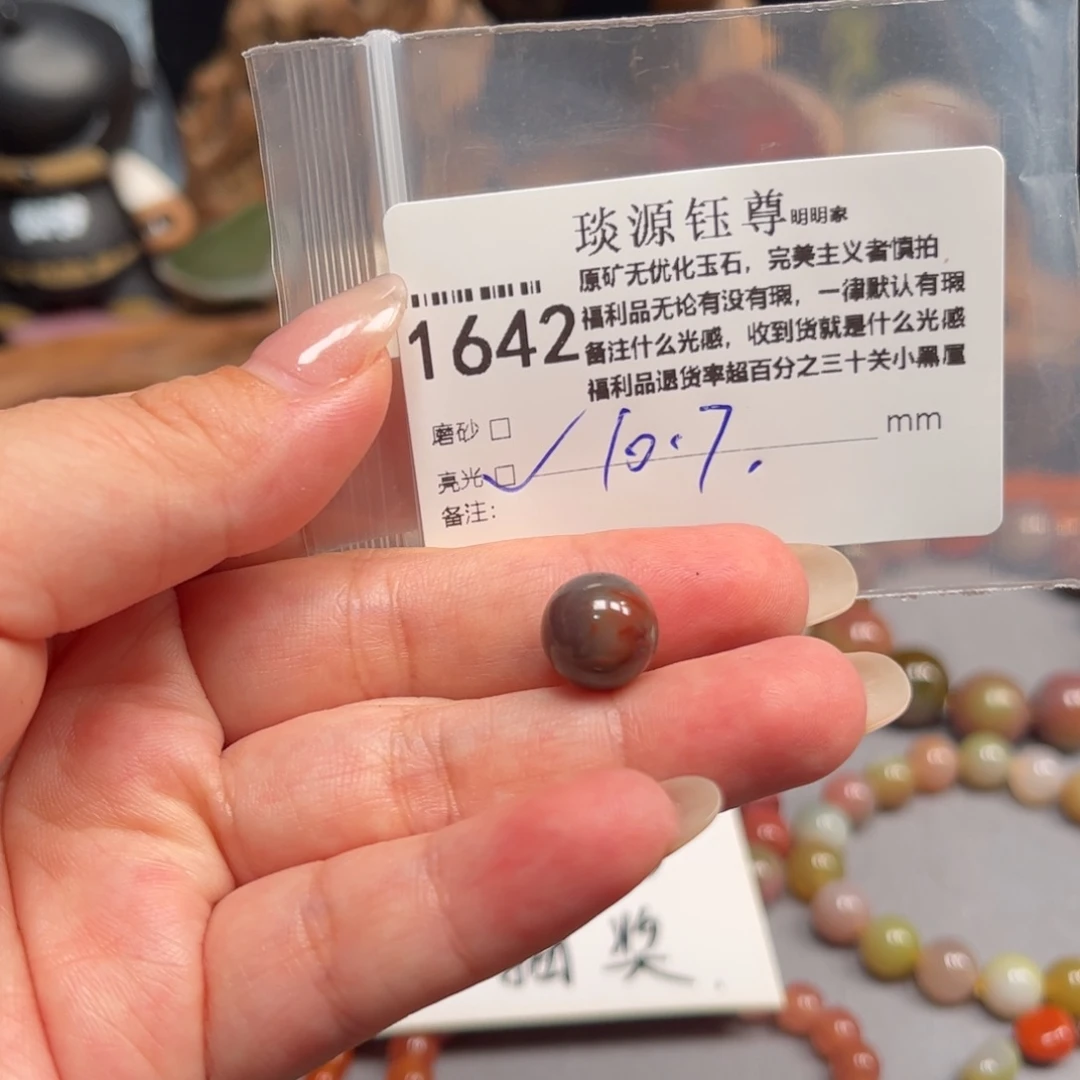 琰源钰尊明明家
原矿无优化玉石，完美主义者慎拍
福利品无论有没有瑕，一律默认有瑕
备注什么光感，收到货就是什么光感
福利品退货率超百分之三十关小黑屋
1642
磨砂 □
亮光 □ ✓ 10.7. mm
备注：
奖